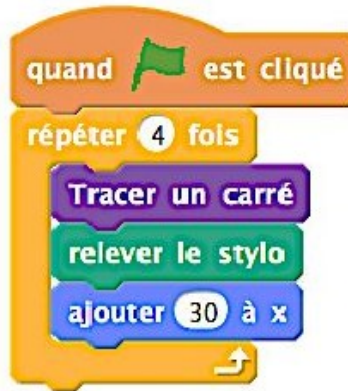 quand est cliqué
répéter 4 fois
Tracer un carré
relever le stylo
ajouter 30 à x